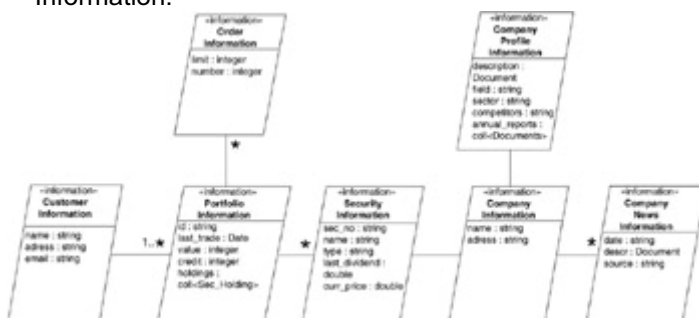 information.
«information»
Order
Information
limit : integer
number : integer
*
«information»
Company
Profile
Information
description :
Document
field : string
sector : string
competitors : string
annual_reports :
coll<Documents>
«information»
Customer
Information
name : string
adress : string
email : string
1..*
«information»
Portfolio
Information
id : string
last_trade : Date
value : integer
credit : integer
holdings :
coll<Sec_Holding>
*
«information»
Security
Information
sec_no : string
name : string
type : string
last_dividend :
double
curr_price : double
«information»
Company
Information
name : string
adress : string
*
«information»
Company
News
Information
date : string
descr : Document
source : string